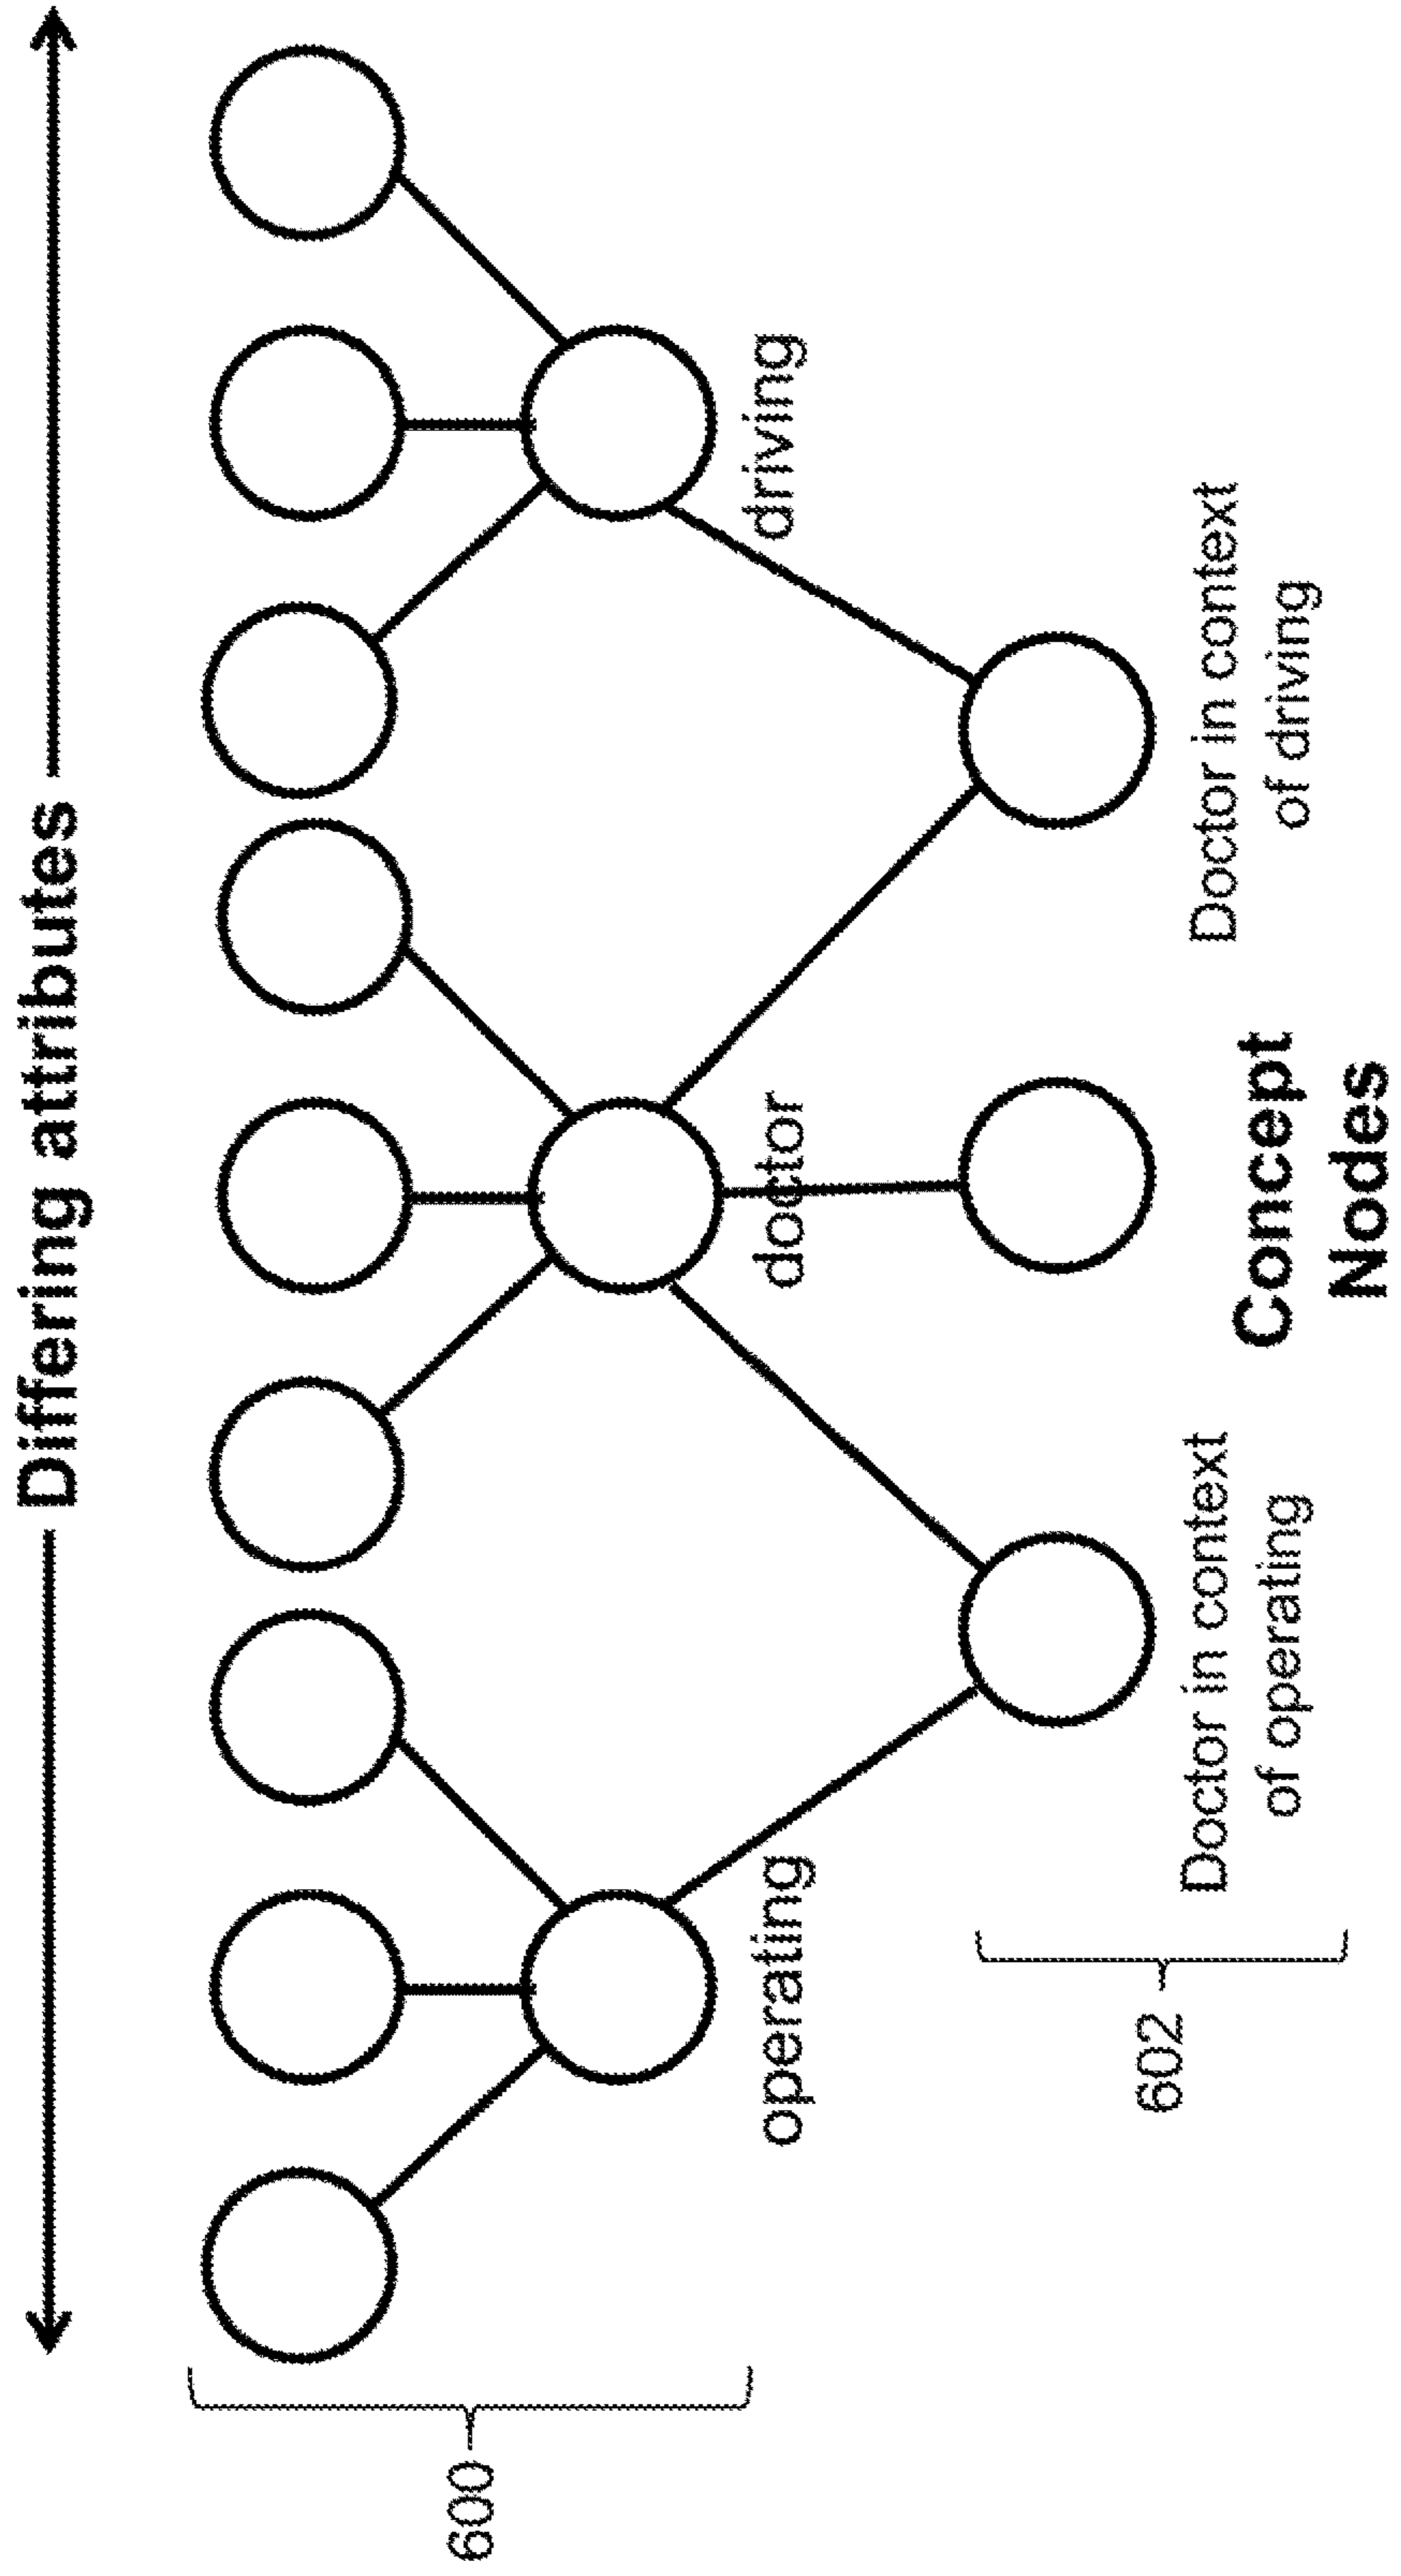 Differing attributes
600
operating
doctor
driving
602
Doctor in context
of operating
Concept
Nodes
Doctor in context
of driving